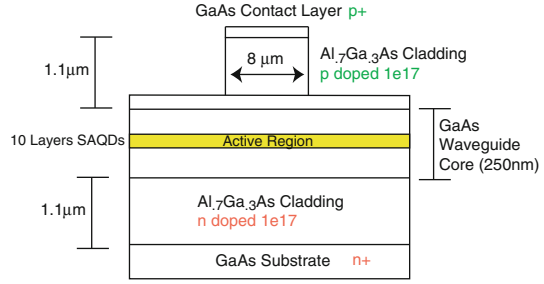 GaAs Contact Layer p+
1.1μm
8 μm
Al.7Ga.3As Cladding
p doped 1e17
10 Layers SAQDs
Active Region
GaAs
Waveguide
Core (250nm)
1.1μm
Al.7Ga.3As Cladding
n doped 1e17
GaAs Substrate n+